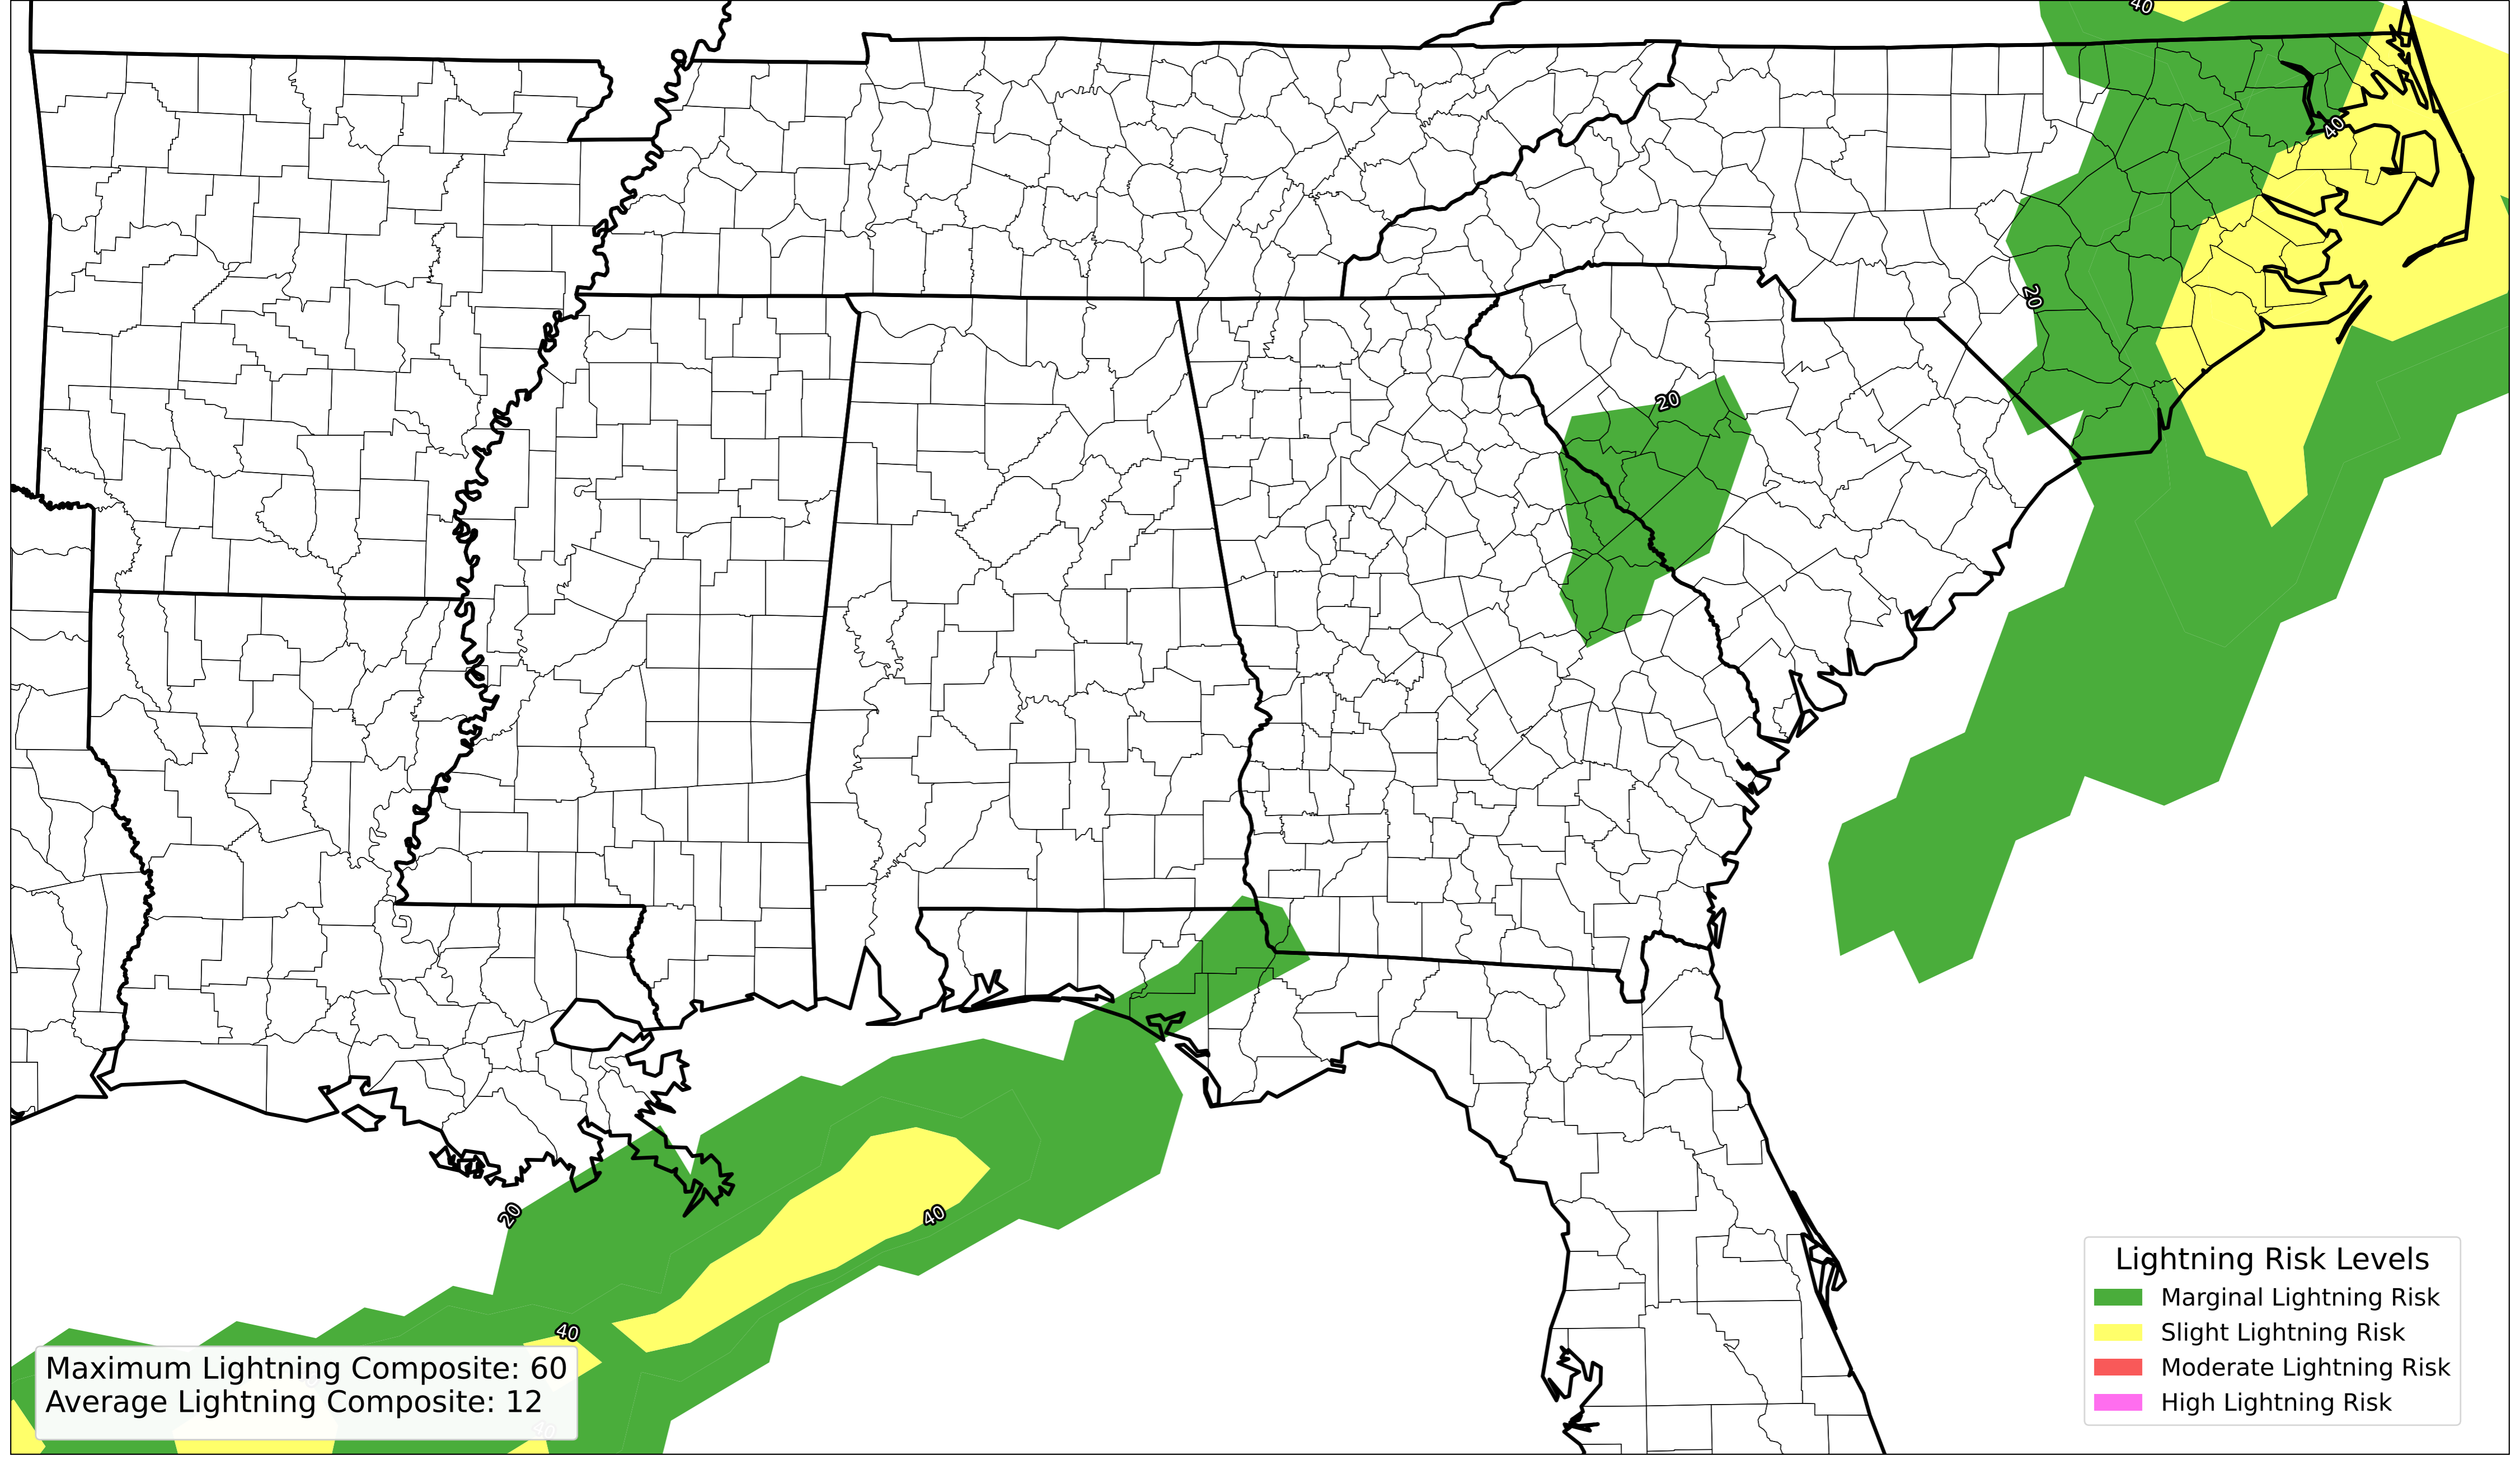 40
40
20
20
20
40
40
40
Maximum Lightning Composite: 60
Average Lightning Composite: 12
Lightning Risk Levels
Marginal Lightning Risk
Slight Lightning Risk
Moderate Lightning Risk
High Lightning Risk